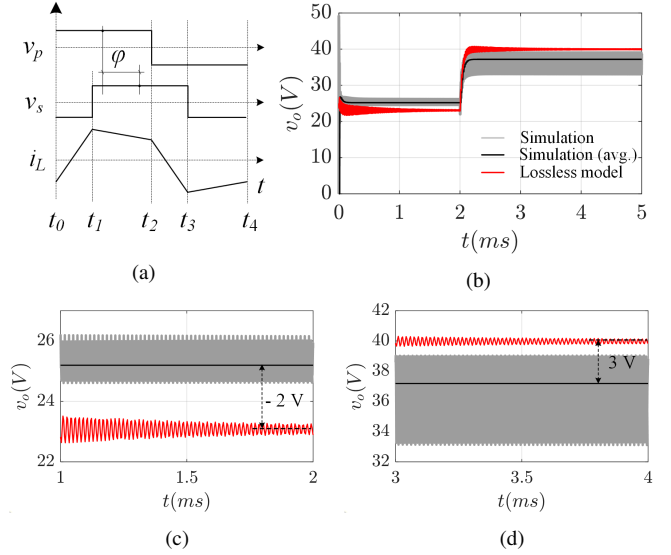 v_p
φ
v_s
i_L
t
t_0 t_1 t_2 t_3 t_4
(a)
50
40
30
20
10
0
v_o(V)
Simulation
Simulation (avg.)
Lossless model
0 1 2 3 4 5
t(ms)
(b)
26
25
24
23
22
v_o(V)
- 2 V
1 1.5 2
t(ms)
(c)
42
40
38
36
34
32
v_o(V)
3 V
3 3.5 4
t(ms)
(d)